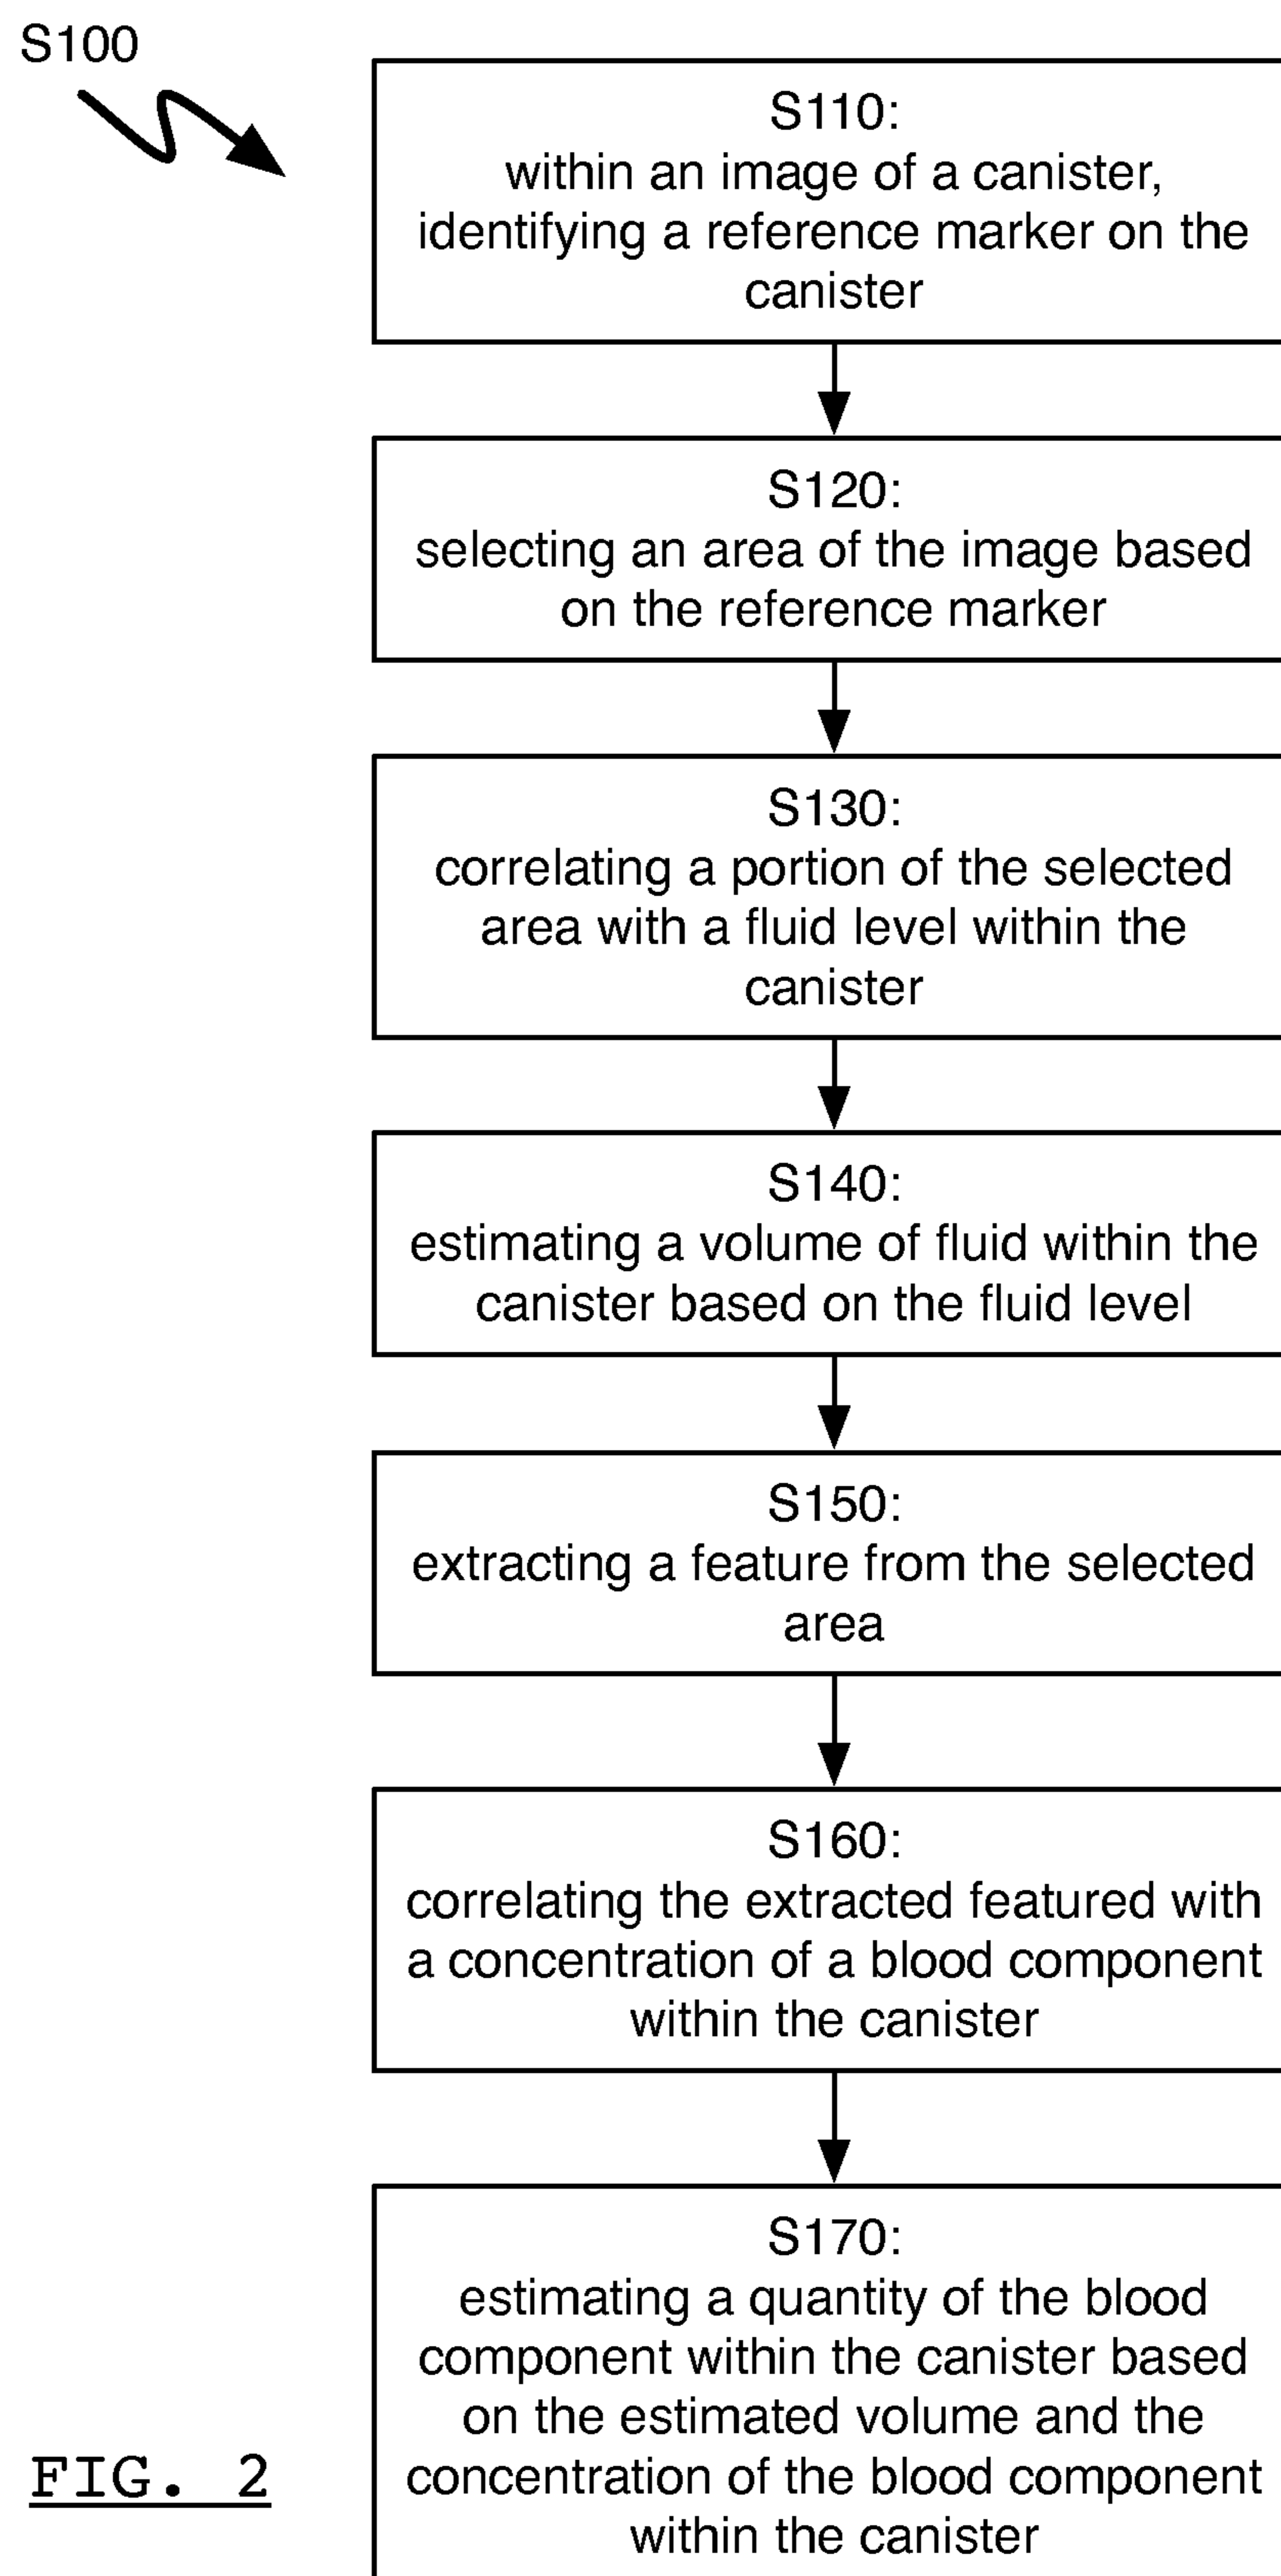 S100
S110:
within an image of a canister,
identifying a reference marker on the
canister
S120:
selecting an area of the image based
on the reference marker
S130:
correlating a portion of the selected
area with a fluid level within the
canister
S140:
estimating a volume of fluid within the
canister based on the fluid level
S150:
extracting a feature from the selected
area
S160:
correlating the extracted featured with
a concentration of a blood component
within the canister
S170:
estimating a quantity of the blood
component within the canister based
on the estimated volume and the
concentration of the blood component
within the canister
FIG. 2